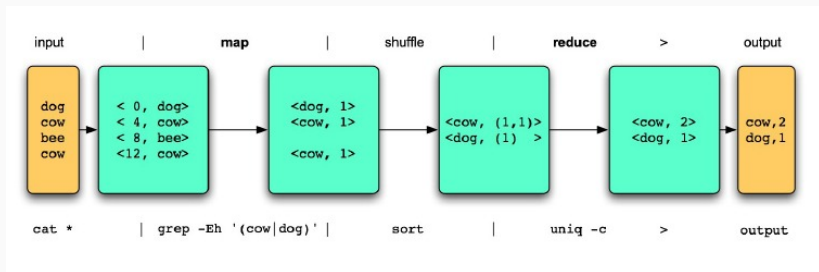 input | map | shuffle | reduce > output
dog
cow
bee
cow
< 0, dog>
< 4, cow>
< 8, bee>
<12, cow>
<dog, 1>
<cow, 1>
<cow, 1>
<cow, (1,1)>
<dog, (1) >
<cow, 2>
<dog, 1>
cow,2
dog,1
cat * | grep -Eh '(cow|dog)' | sort | uniq -c > output